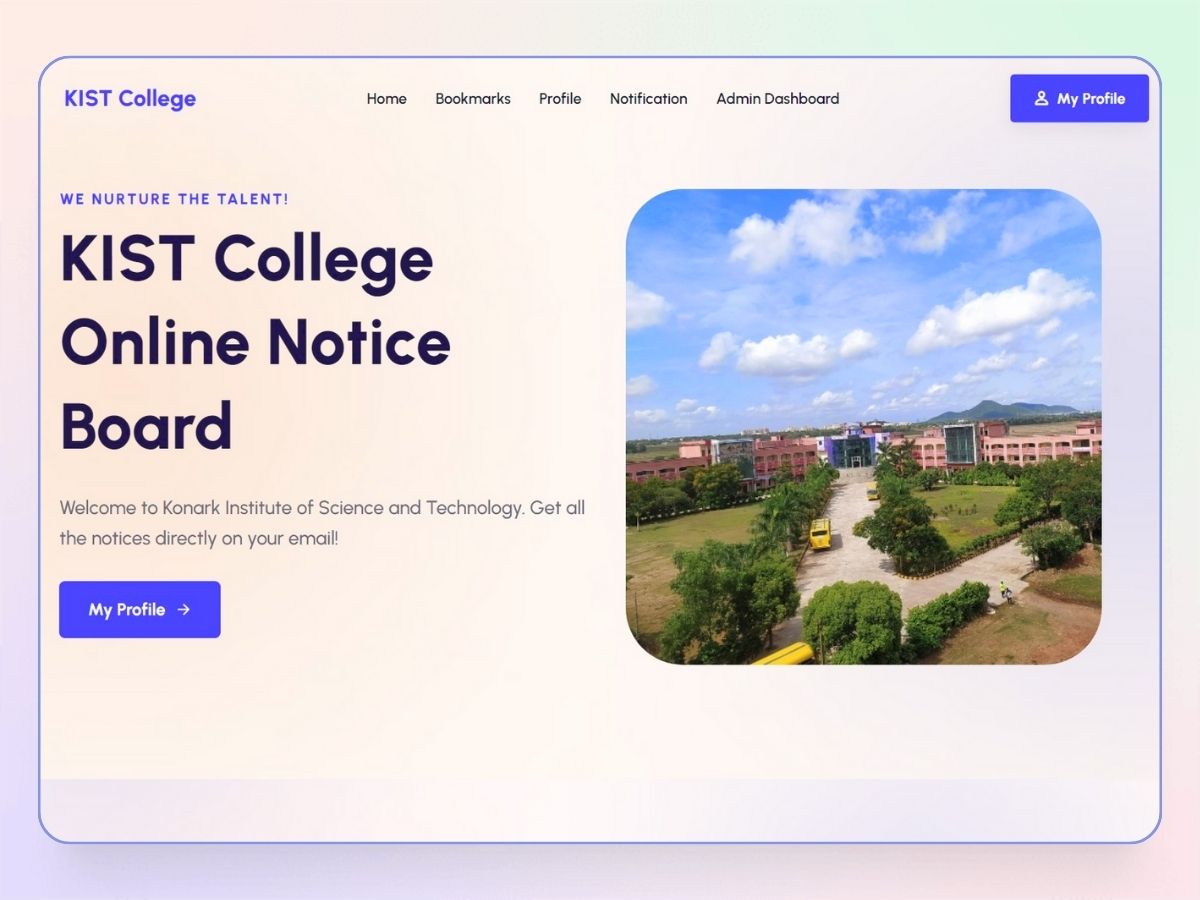 KIST College
Home
Bookmarks
Profile
Notification
Admin Dashboard
My Profile
WE NURTURE THE TALENT!
KIST College
Online Notice
Board
Welcome to Konark Institute of Science and Technology. Get all
the notices directly on your email!
My Profile →